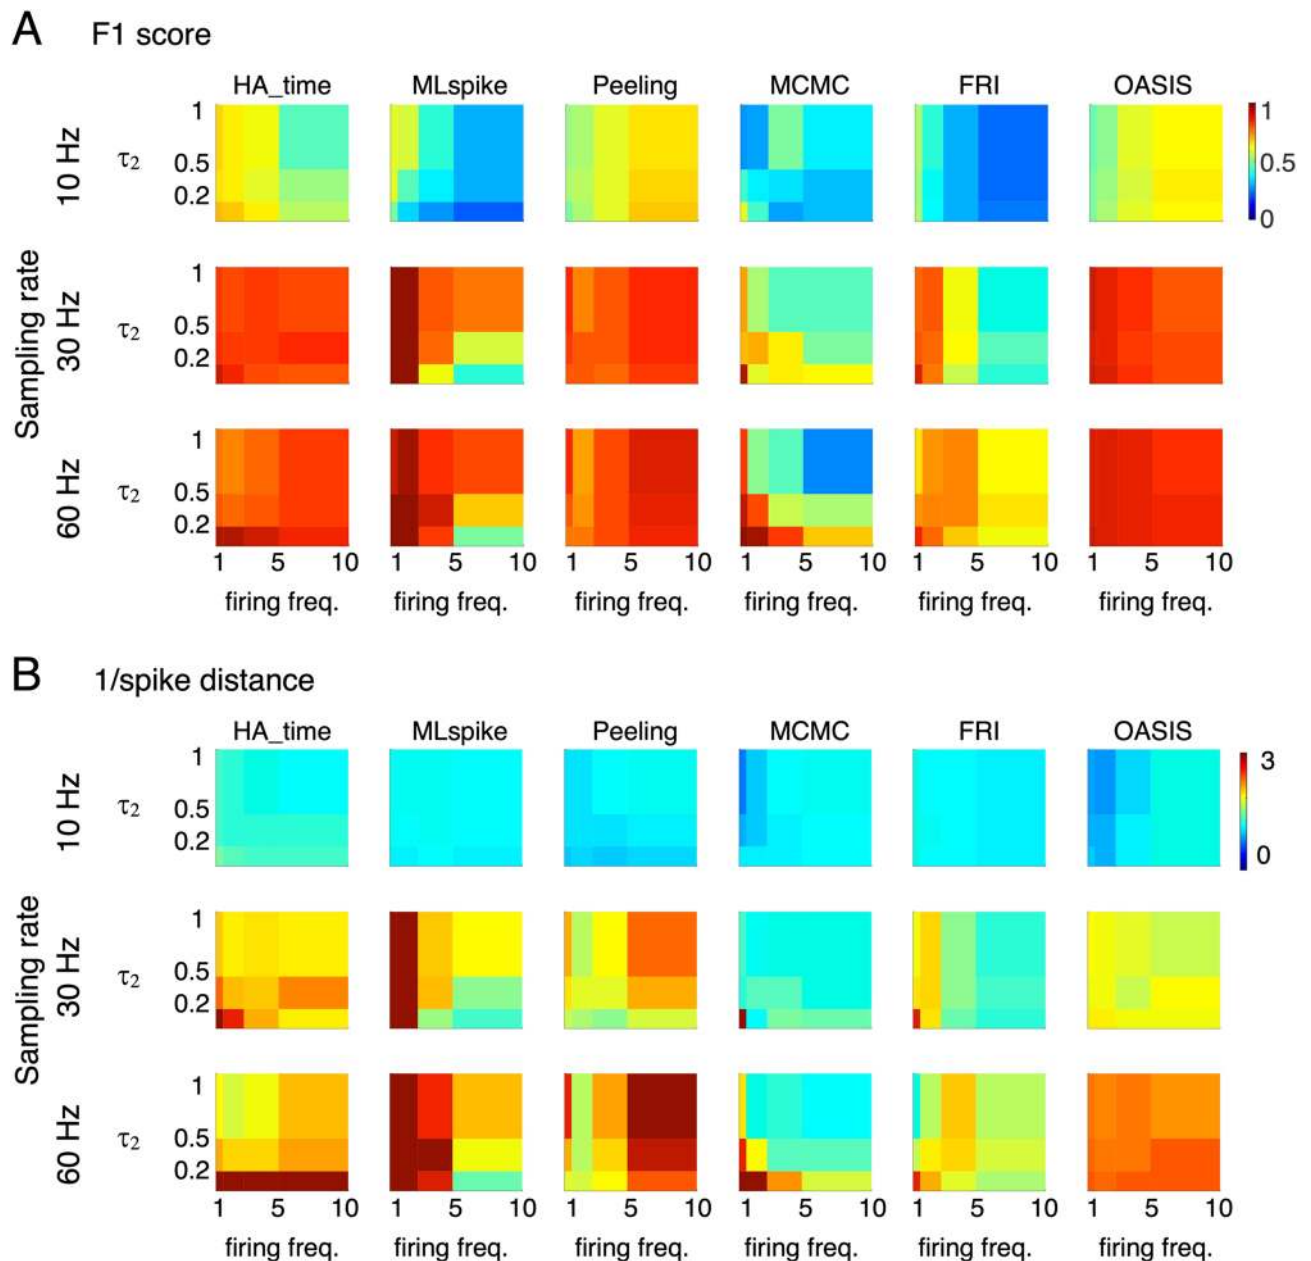 A F1 score
HA_time MLspike Peeling MCMC FRI OASIS
Sampling rate
10 Hz
τ2
1
0.5
0.2
1
0.5
0
30 Hz
τ2
1
0.5
0.2
60 Hz
τ2
1
0.5
0.2
1 5 10 1 5 10 1 5 10 1 5 10 1 5 10 1 5 10
firing freq. firing freq. firing freq. firing freq. firing freq. firing freq.
B 1/spike distance
HA_time MLspike Peeling MCMC FRI OASIS
Sampling rate
10 Hz
τ2
1
0.5
0.2
3
0
30 Hz
τ2
1
0.5
0.2
60 Hz
τ2
1
0.5
0.2
1 5 10 1 5 10 1 5 10 1 5 10 1 5 10 1 5 10
firing freq. firing freq. firing freq. firing freq. firing freq. firing freq.